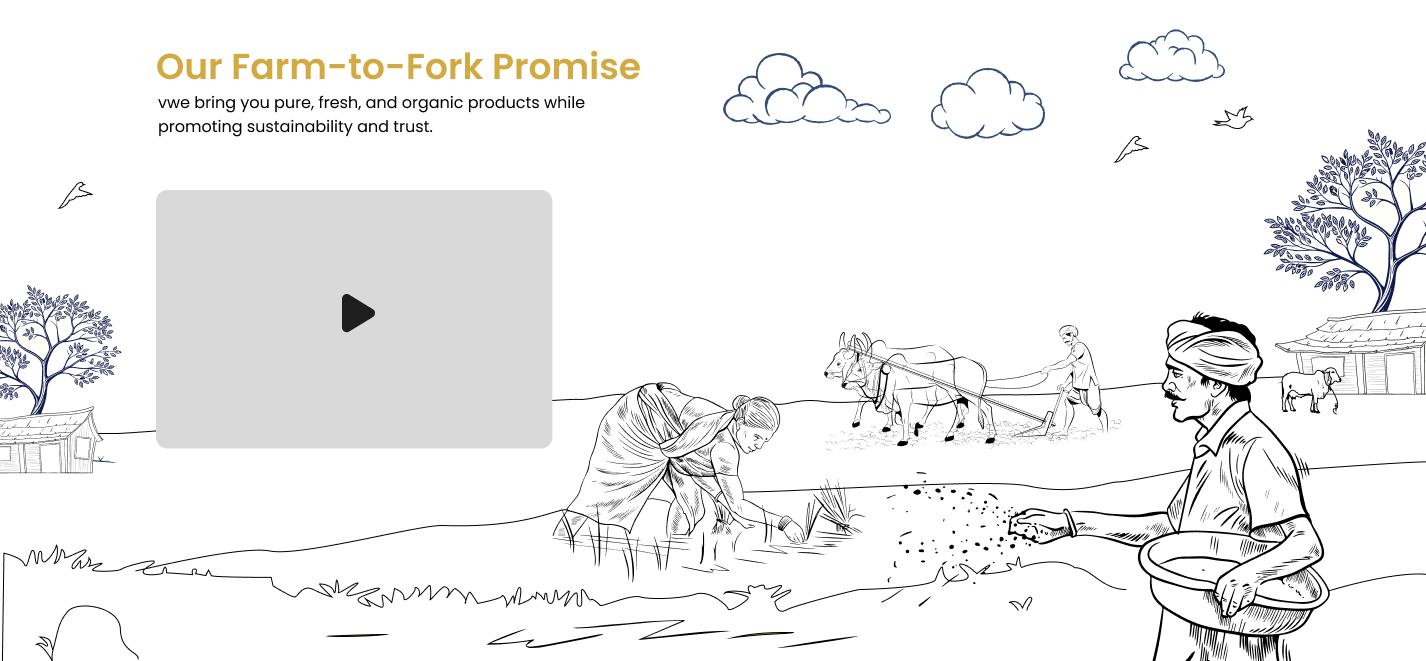 Our Farm-to-Fork Promise
vwe bring you pure, fresh, and organic products while
promoting sustainability and trust.